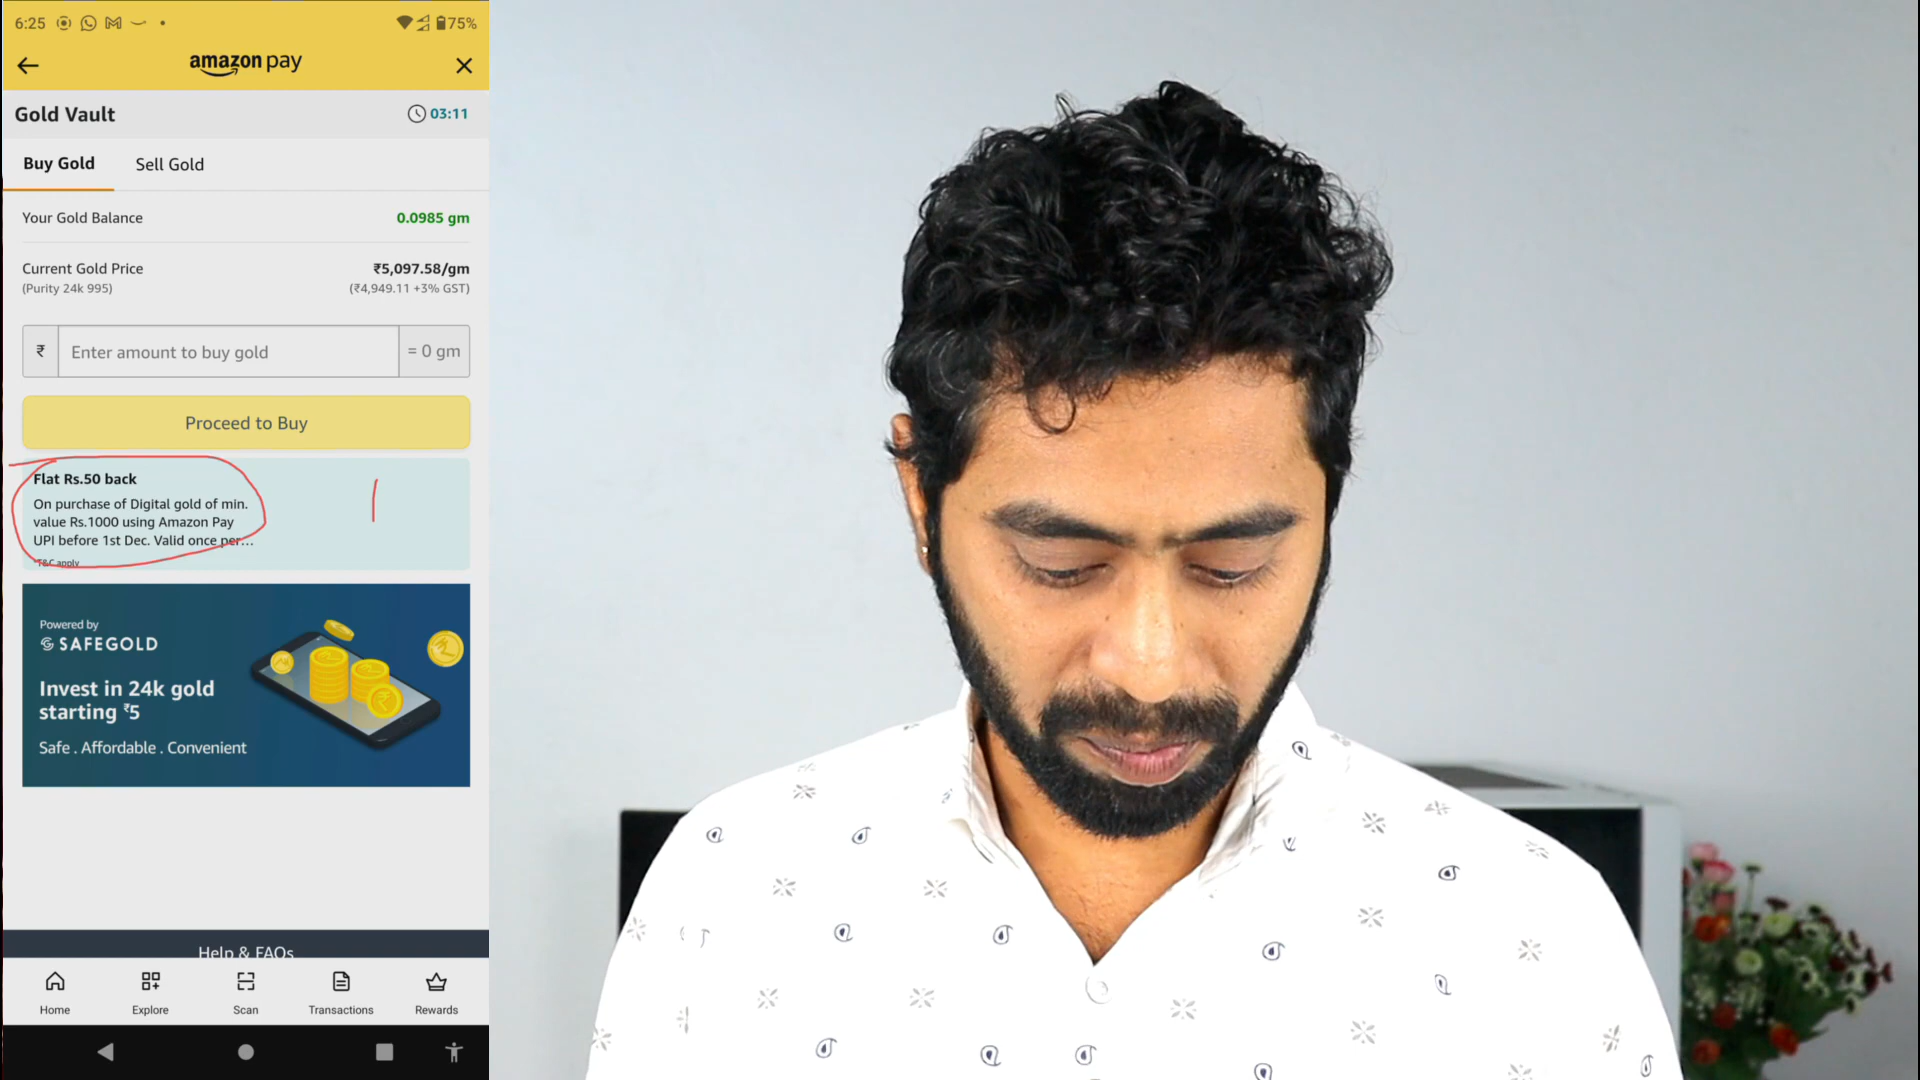 6:25
75%
amazon pay
Gold Vault
03:11
Buy Gold
Sell Gold
Your Gold Balance
0.0985 gm
Current Gold Price
₹5,097.58/gm
(Purity 24k 995)
(₹4,949.11 +3% GST)
₹
Enter amount to buy gold
= 0 gm
Proceed to Buy
Flat Rs.50 back
On purchase of Digital gold of min.
value Rs.1000 using Amazon Pay
UPI before 1st Dec. Valid once per...
T&C apply
Powered by
SAFEGOLD
Invest in 24k gold
starting ₹5
Safe . Affordable . Convenient
Help & FAQs
Home
Explore
Scan
Transactions
Rewards